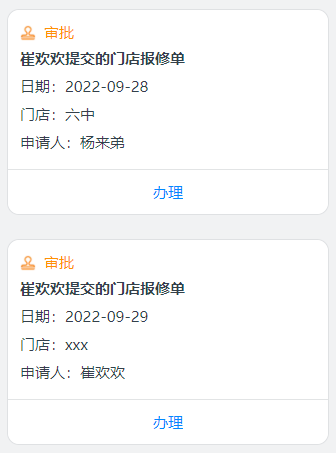 审批
崔欢欢提交的门店报修单
日期：2022-09-28
门店：六中
申请人：杨来弟
办理
审批
崔欢欢提交的门店报修单
日期：2022-09-29
门店：xxx
申请人：崔欢欢
办理